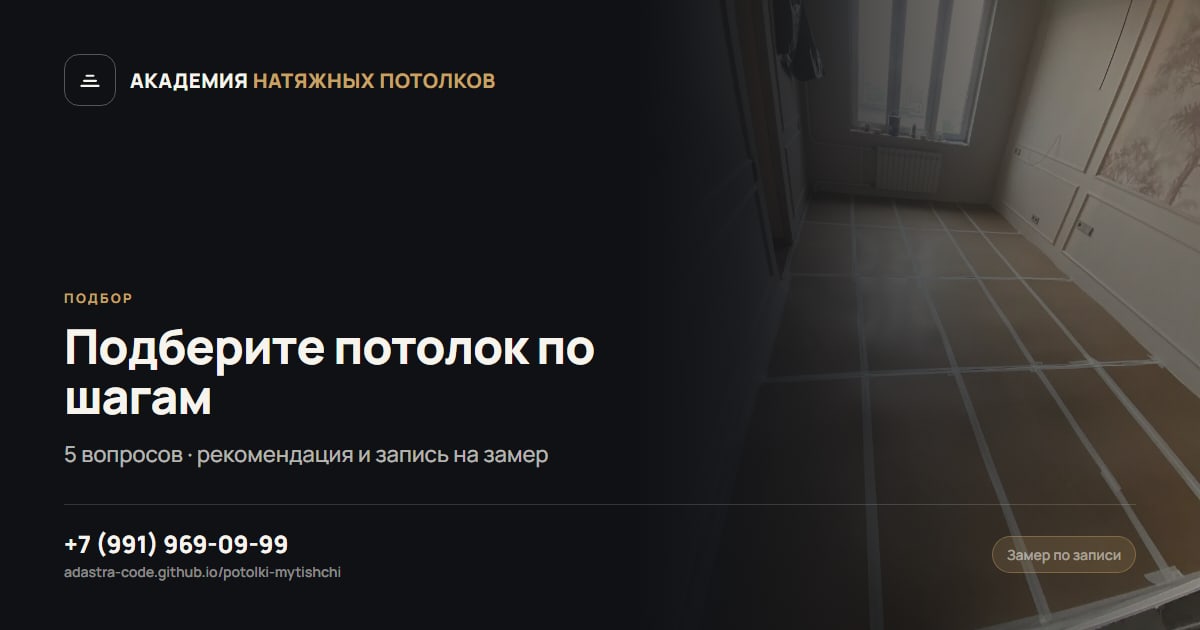 АКАДЕМИЯ НАТЯЖНЫХ ПОТОЛКОВ
ПОДБОР
Подберите потолок по
шагам
5 вопросов · рекомендация и запись на замер
+7 (991) 969-09-99
adastra-code.github.io/potolki-mytishchi
Замер по записи